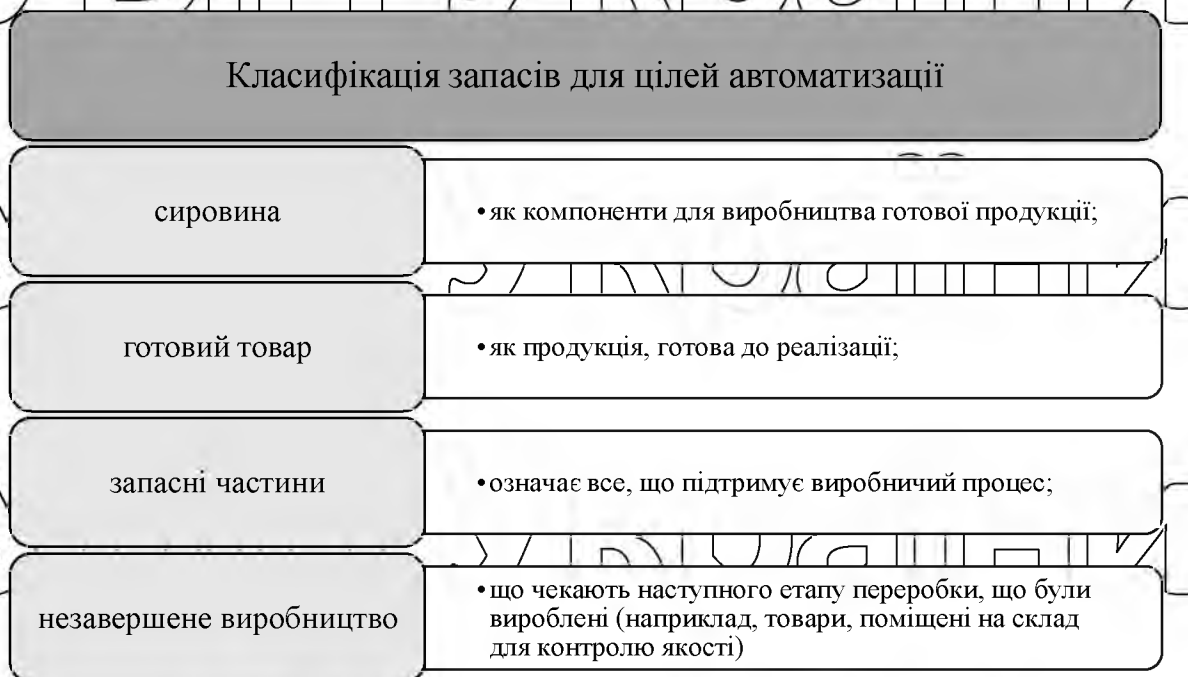 Класифікація запасів для цілей автоматизації
сировина
•як компоненти для виробництва готової продукції;
готовий товар
•як продукція, готова до реалізації;
запасні частини
•означає все, що підтримує виробничий процес;
незавершене виробництво
•що чекають наступного етапу переробки, що були
вироблені (наприклад, товари, поміщені на склад
для контролю якості)